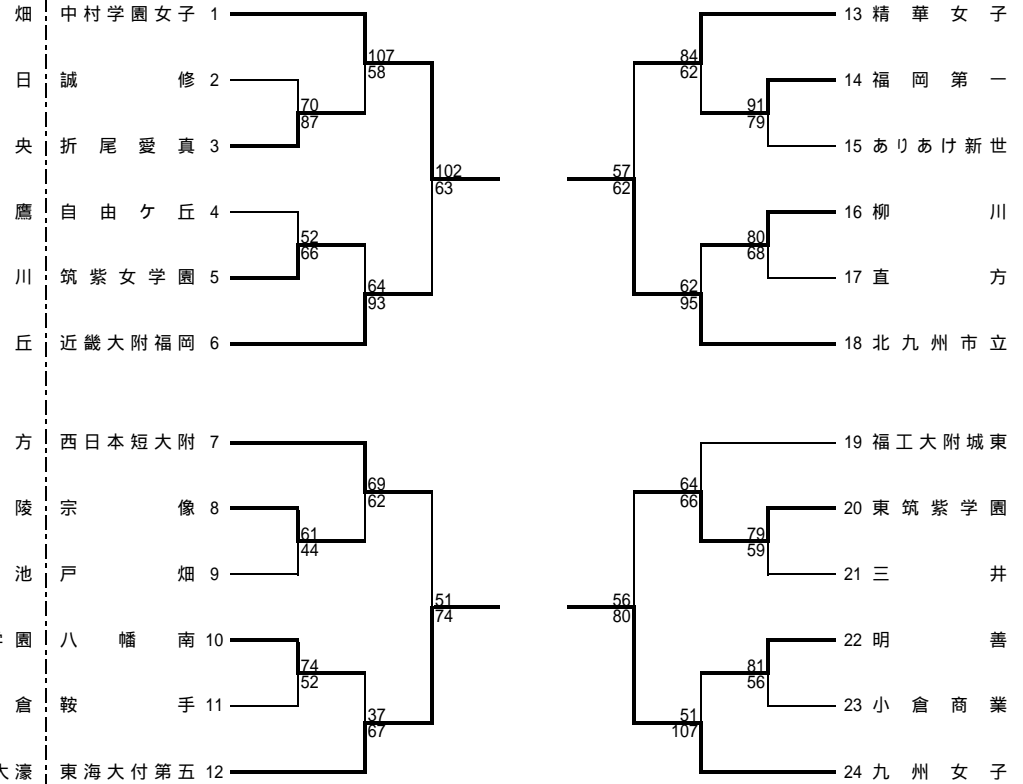 畑 中村学園女子 1
107
58
日 誠修 2
70
87
央 折尾愛真 3
102
63
鷹 自由ケ丘 4
52
66
川 筑紫女学園 5
64
93
丘 近畿大附福岡 6
方 西日本短大附 7
69
62
陵 宗像 8
61
44
池 戸畑 9
51
74
学園 八幡南 10
74
52
倉 鞍手 11
37
67
大濠 東海大付第五 12
13 精華女子
84
62
14 福岡第一
91
79
15 ありあけ新世
57
62
16 柳川
80
68
17 直方
62
95
18 北九州市立
19 福工大附城東
64
66
20 東筑紫学園
79
59
21 三井
56
80
22 明善
81
56
23 小倉商業
51
107
24 九州女子